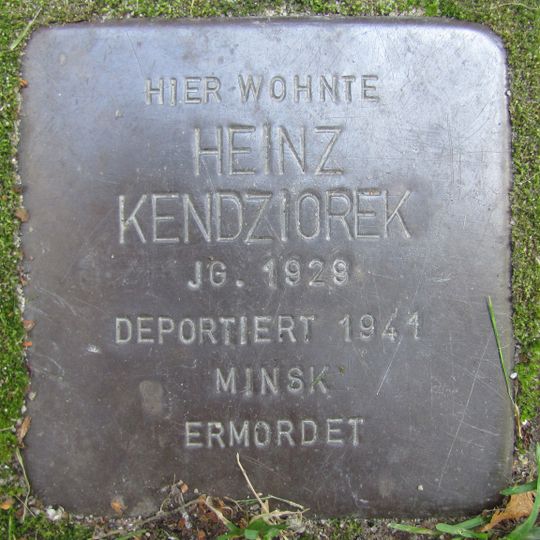 HIER WOHNTE
HEINZ
KENDZIOREK
JG. 1929
DEPORTIERT 1941
MINSK
ERMORDET